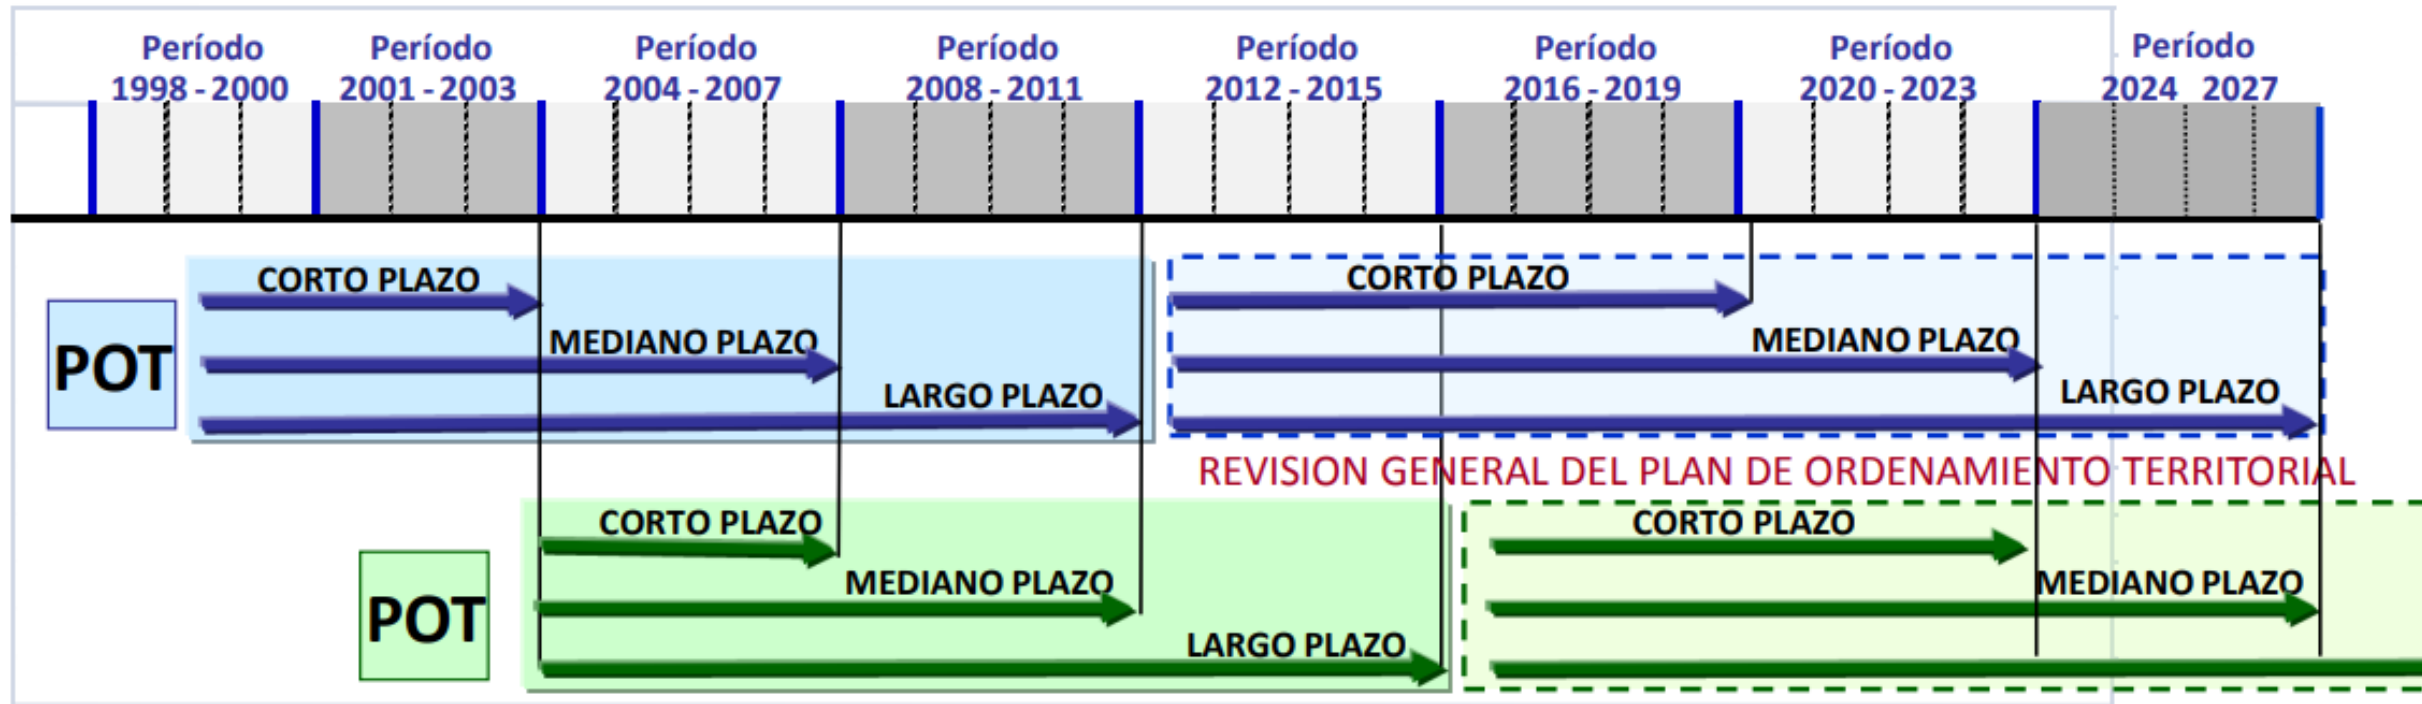 Período
1998 - 2000
Período
2001 - 2003
Período
2004 - 2007
Período
2008 - 2011
Período
2012 - 2015
Período
2016 - 2019
Período
2020 - 2023
Período
2024 2027
POT
CORTO PLAZO
MEDIANO PLAZO
LARGO PLAZO
CORTO PLAZO
MEDIANO PLAZO
LARGO PLAZO
REVISION GENERAL DEL PLAN DE ORDENAMIENTO TERRITORIAL
POT
CORTO PLAZO
MEDIANO PLAZO
LARGO PLAZO
CORTO PLAZO
MEDIANO PLAZO